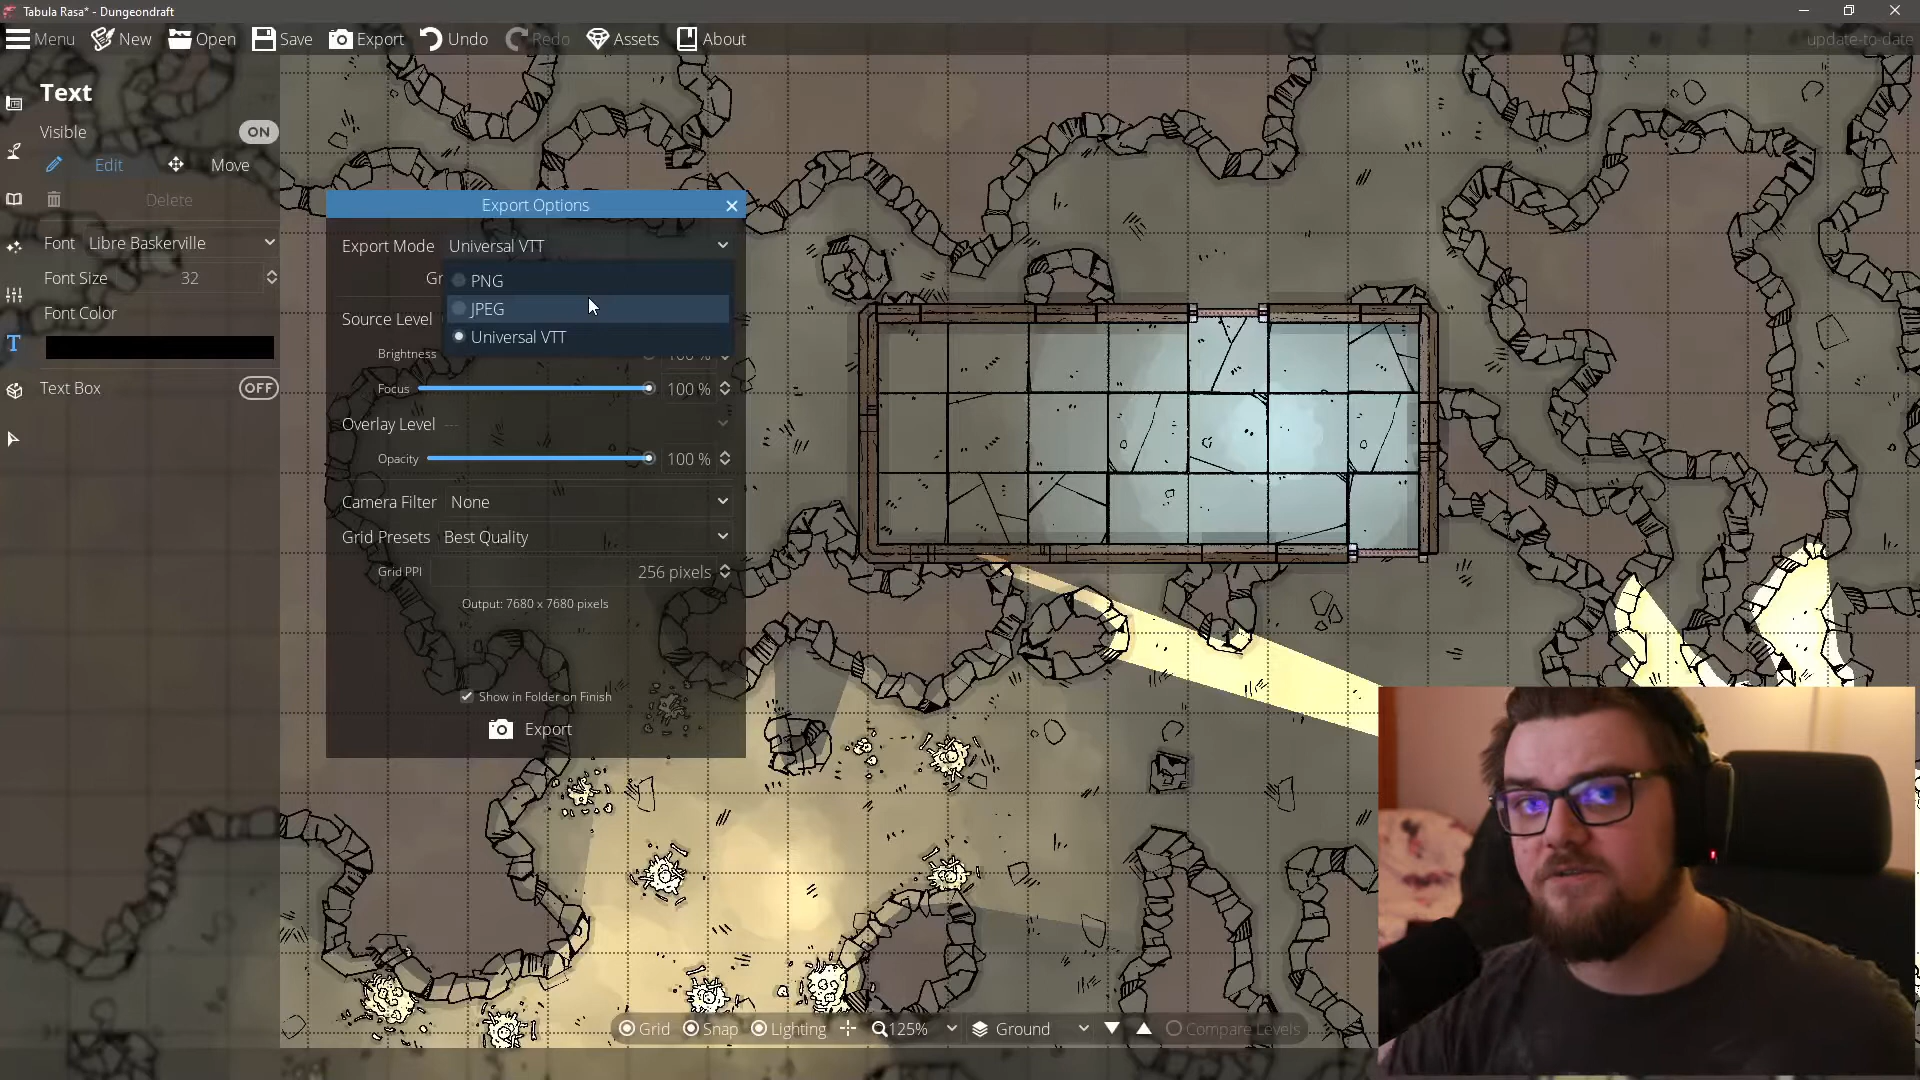 Tabula Rasa* - Dungeondraft
Menu New Open Save Export Undo Redo Assets About update-to-date
Text
Visible ON
Edit Move
Delete
Font Libre Baskerville
Font Size 32
Font Color
Text Box OFF
Export Options
Export Mode Universal VTT
Gr
PNG
JPEG
Universal VTT
Source Level
Brightness 100 %
Focus 100 %
Overlay Level ---
Opacity 100 %
Camera Filter None
Grid Presets Best Quality
Grid PPI 256 pixels
Output: 7680 x 7680 pixels
Show in Folder on Finish
Export
Grid Snap Lighting 125% Ground Compare Levels